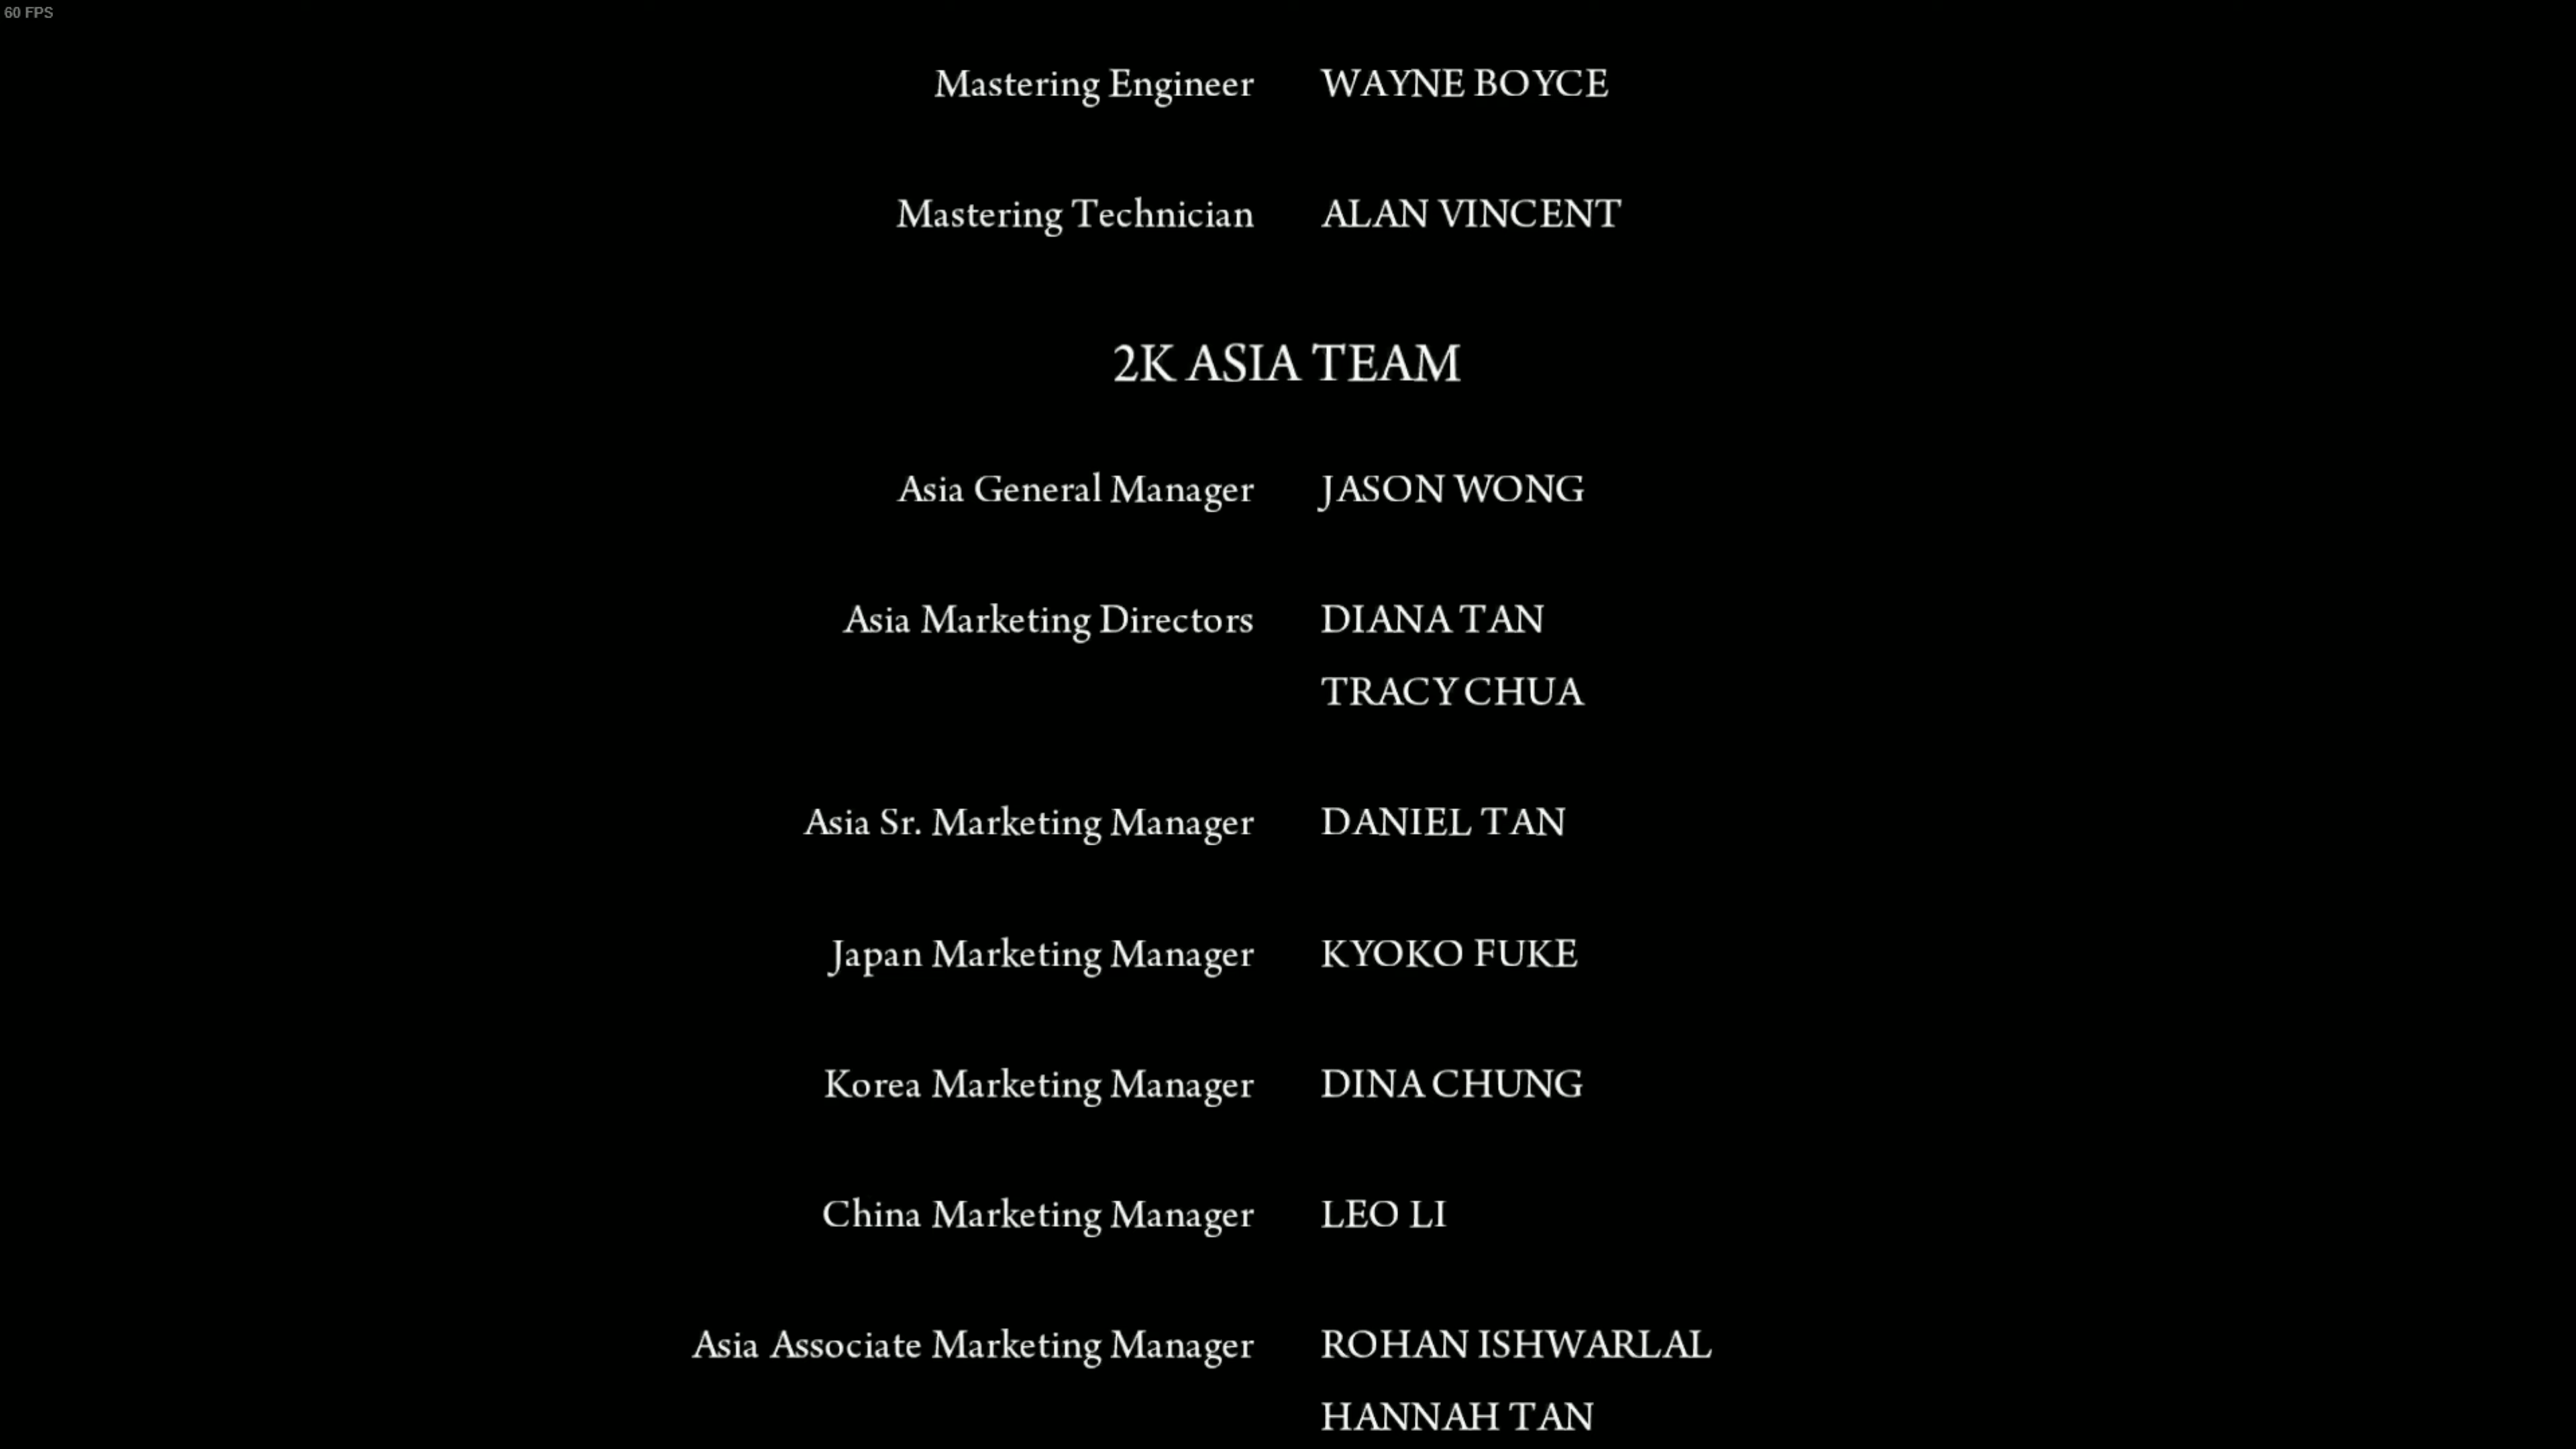 60 FPS
Mastering Engineer WAYNE BOYCE
Mastering Technician ALAN VINCENT
2K ASIA TEAM
Asia General Manager JASON WONG
Asia Marketing Directors DIANA TAN
TRACY CHUA
Asia Sr. Marketing Manager DANIEL TAN
Japan Marketing Manager KYOKO FUKE
Korea Marketing Manager DINA CHUNG
China Marketing Manager LEO LI
Asia Associate Marketing Manager ROHAN ISHWARLAL
HANNAH TAN